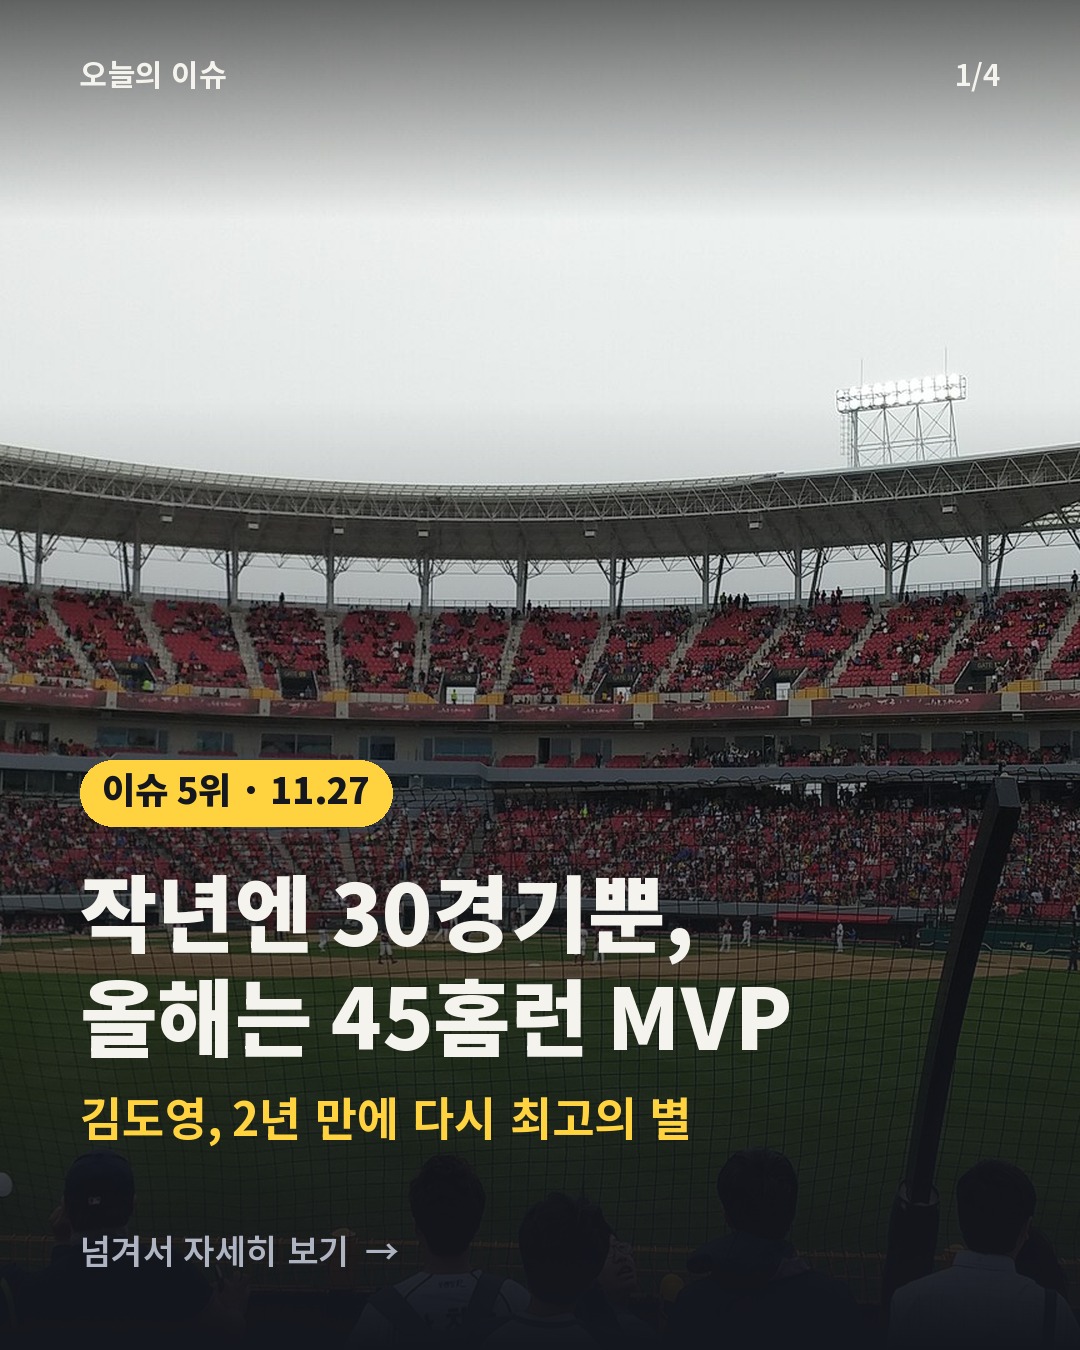 오늘의 이슈
1/4
이슈 5위 · 11.27
작년엔 30경기뿐,
올해는 45홈런 MVP
김도영, 2년 만에 다시 최고의 별
넘겨서 자세히 보기 →